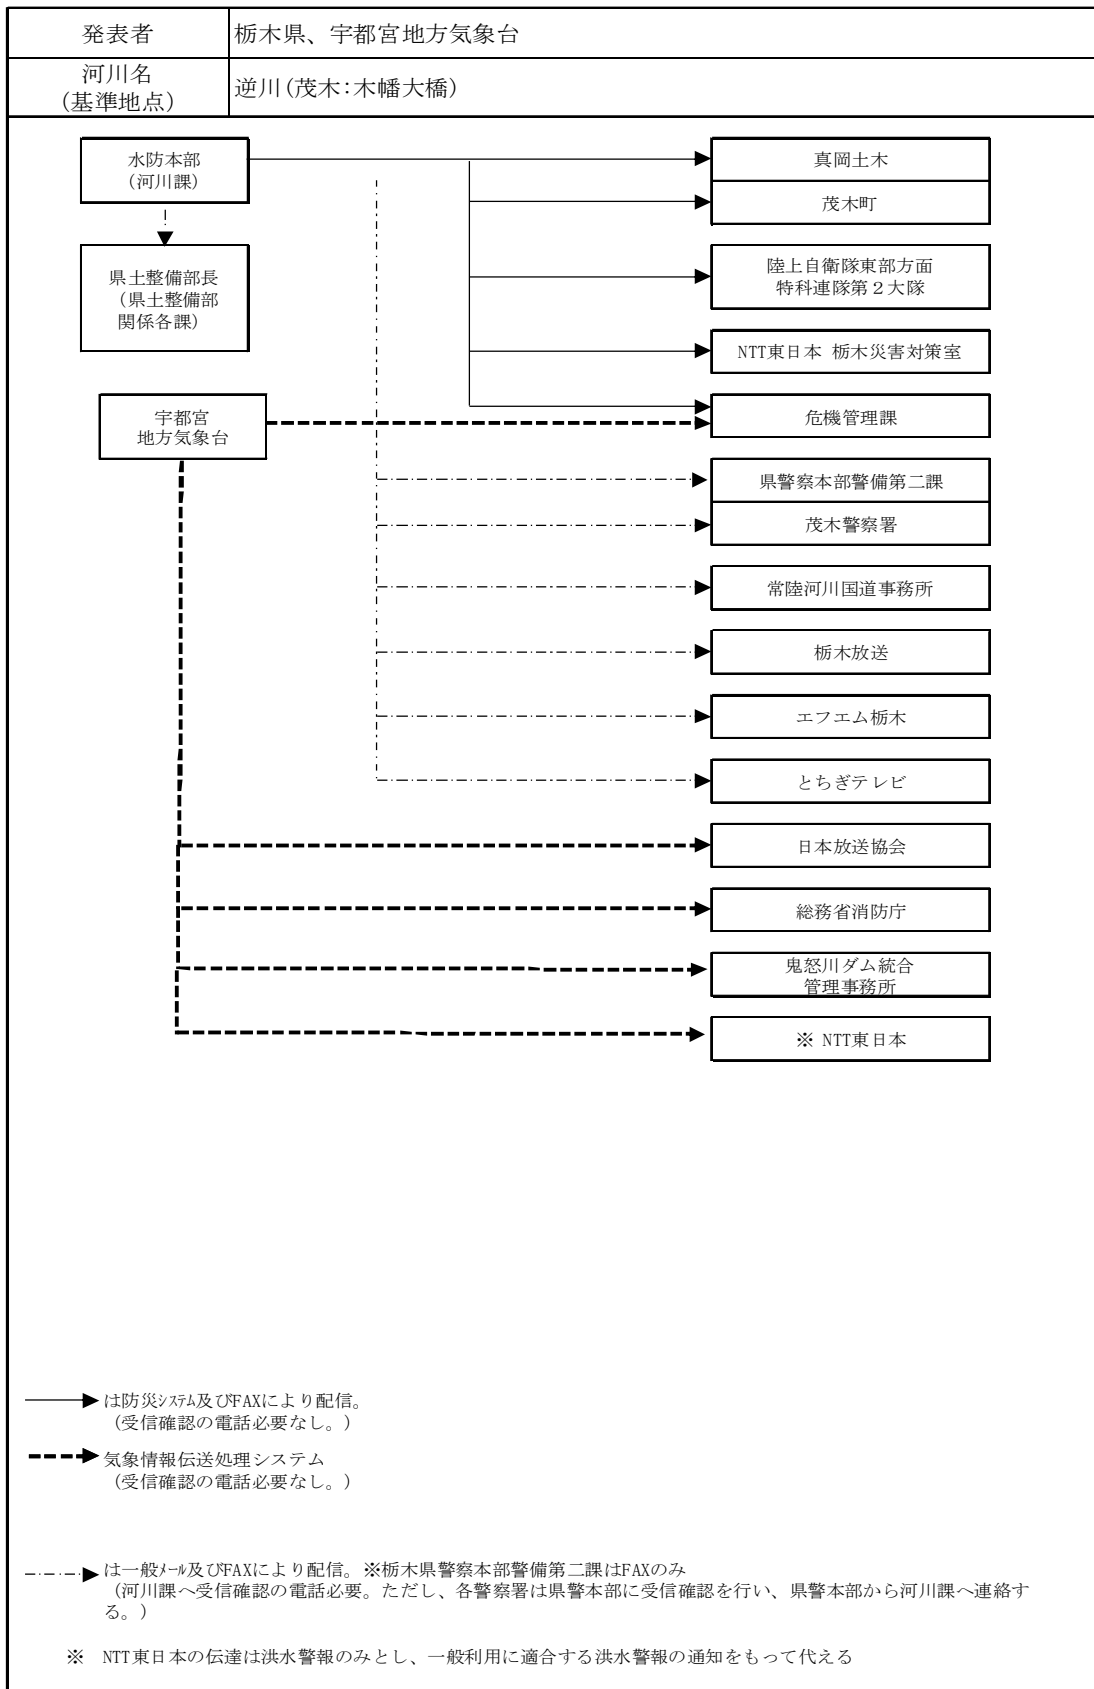 発表者
栃木県、宇都宮地方気象台
河川名
(基準地点)
逆川(茂木:木幡大橋)
水防本部
(河川課)
県土整備部長
(県土整備部
関係各課)
宇都宮
地方気象台
真岡土木
茂木町
陸上自衛隊東部方面
特科連隊第２大隊
NTT東日本 栃木災害対策室
危機管理課
県警察本部警備第二課
茂木警察署
常陸河川国道事務所
栃木放送
エフエム栃木
とちぎテレビ
日本放送協会
総務省消防庁
鬼怒川ダム統合
管理事務所
※ NTT東日本
は防災ｼｽﾃﾑ及びFAXにより配信。
(受信確認の電話必要なし。)
気象情報伝送処理システム
(受信確認の電話必要なし。)
は一般ﾒｰﾙ及びFAXにより配信。※栃木県警察本部警備第二課はFAXのみ
(河川課へ受信確認の電話必要。ただし、各警察署は県警本部に受信確認を行い、県警本部から河川課へ連絡す
る。)
※ NTT東日本の伝達は洪水警報のみとし、一般利用に適合する洪水警報の通知をもって代える